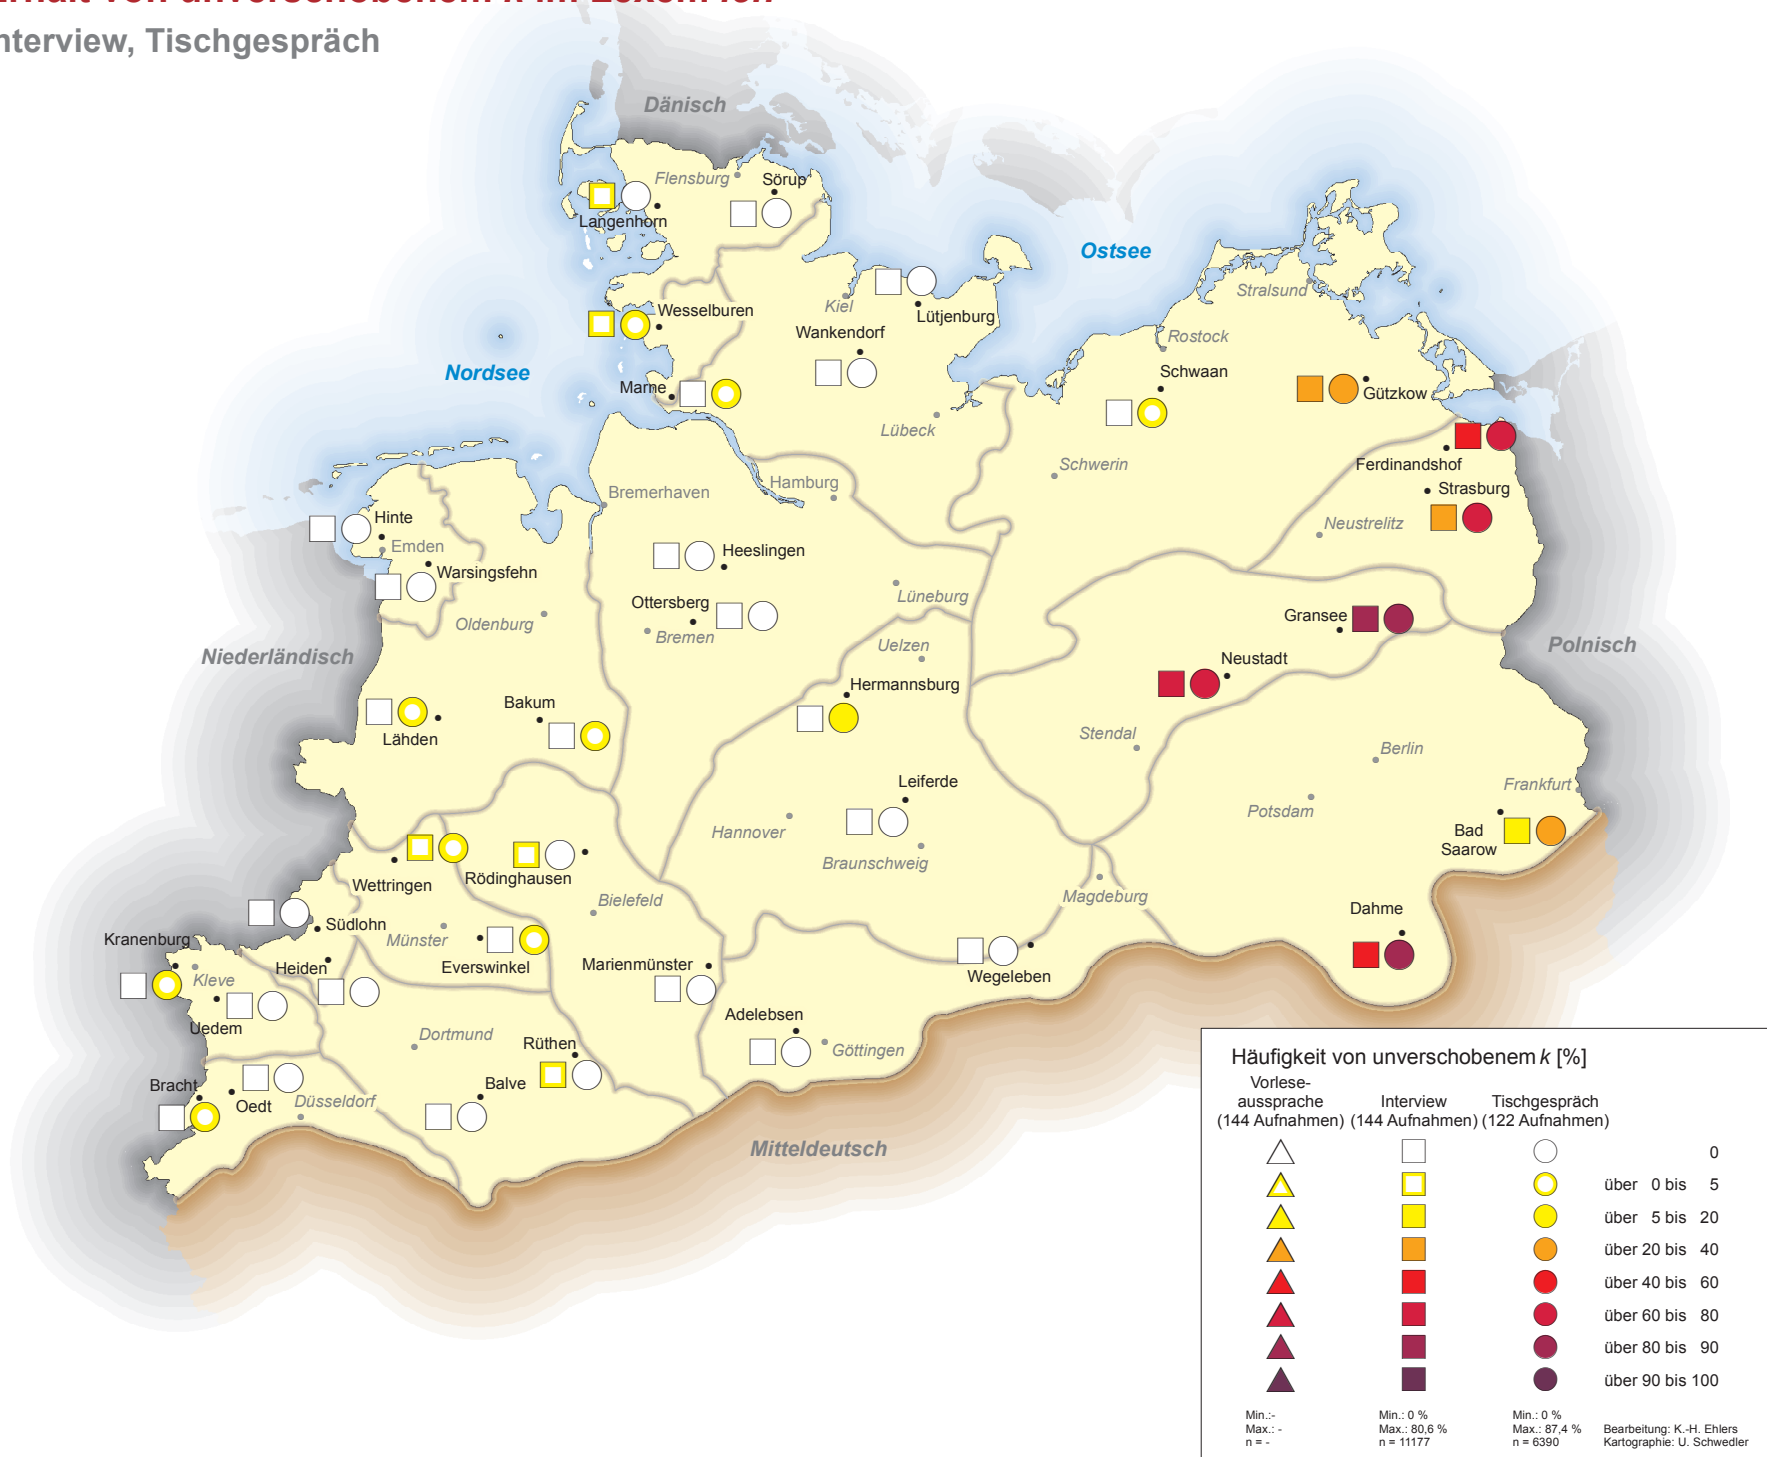 Interview, Tischgespräch
Dänisch
Flensburg
Sörup
Langenhorn
Ostsee
Stralsund
Kiel
Lütjenburg
Wesselburen
Wankendorf
Rostock
Nordsee
Schwaan
Marne
Gützkow
Lübeck
Schwerin
Ferdinandshof
Hamburg
Bremerhaven
Strasburg
Hinte
Neustrelitz
Emden
Heeslingen
Warsingsfehn
Lüneburg
Ottersberg
Gransee
Oldenburg
Bremen
Uelzen
Polnisch
Niederländisch
Neustadt
Hermannsburg
Bakum
Stendal
Lähden
Berlin
Leiferde
Frankfurt
Potsdam
Hannover
Bad
Saarow
Braunschweig
Rödinghausen
Wettringen
Bielefeld
Magdeburg
Dahme
Südlohn
Kranenburg
Münster
Everswinkel
Marienmünster
Heiden
Wegeleben
Kleve
Adelebsen
Uedem
Dortmund
Rüthen
Göttingen
Bracht
Balve
Oedt
Düsseldorf
Mitteldeutsch
Häufigkeit von unverschobenem k [%]
Vorlese-
aussprache
(144 Aufnahmen)
Interview
(144 Aufnahmen)
Tischgespräch
(122 Aufnahmen)
0
über 0 bis 5
über 5 bis 20
über 20 bis 40
über 40 bis 60
über 60 bis 80
über 80 bis 90
über 90 bis 100
Min.:-
Max.: -
n = -
Min.: 0 %
Max.: 80,6 %
n = 11177
Min.: 0 %
Max.: 87,4 %
n = 6390
Bearbeitung: K.-H. Ehlers
Kartographie: U. Schwedler